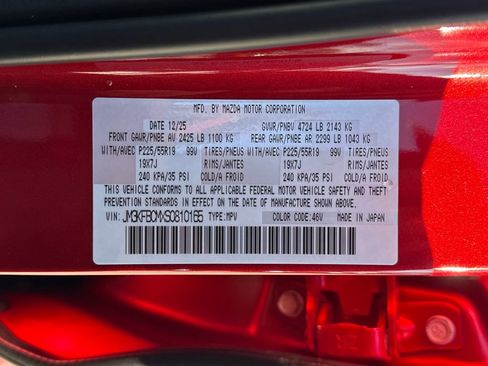 MFD. BY MAZDA MOTOR CORPORATION
DATE 12/25 GVWR/PNBV 4724 LB 2143 KG
FRONT GAWR/PNBE AV 2425 LB 1100 KG REAR GAWR/PNBE AR 2299 LB 1043 KG
WITH/AVEC P225/55R19 99V TIRES/PNEUS WITH/AVEC P225/55R19 99V TIRES/PNEUS
19X7J RIMS/JANTES 19X7J RIMS/JANTES
240 KPA/35 PSI COLD/A FROID 240 KPA/35 PSI COLD/A FROID
THIS VEHICLE CONFORMS TO ALL APPLICABLE FEDERAL MOTOR VEHICLE SAFETY AND THEFT
PREVENTION STANDARDS IN EFFECT ON THE DATE OF MANUFACTURE SHOWN ABOVE.
VIN: TYPE:MPV COLOR CODE:46V MADE IN JAPAN